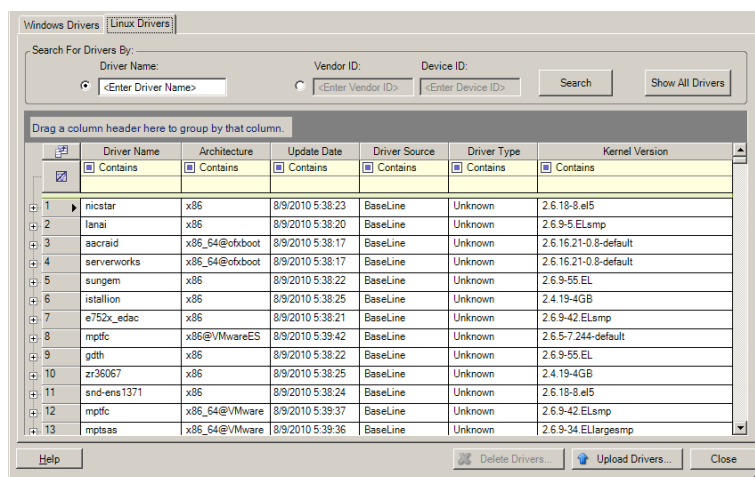 Windows Drivers Linux Drivers
Search For Drivers By:
Driver Name: Vendor ID: Device ID:
<Enter Driver Name> <Enter Vendor ID> <Enter Device ID> Search Show All Drivers
Drag a column header here to group by that column.
Driver Name Architecture Update Date Driver Source Driver Type Kernel Version
Contains Contains Contains Contains Contains Contains
1 nicstar x86 8/9/2010 5:38:23 BaseLine Unknown 2.6.18-8.el5
2 lanai x86 8/9/2010 5:38:20 BaseLine Unknown 2.6.9-5.ELsmp
3 aacraid x86_64@ofxboot 8/9/2010 5:38:17 BaseLine Unknown 2.6.16.21-0.8-default
4 serverworks x86_64@ofxboot 8/9/2010 5:38:17 BaseLine Unknown 2.6.16.21-0.8-default
5 sungem x86 8/9/2010 5:38:22 BaseLine Unknown 2.6.9-55.EL
6 istallion x86 8/9/2010 5:38:25 BaseLine Unknown 2.4.19-4GB
7 e752x_edac x86 8/9/2010 5:38:21 BaseLine Unknown 2.6.9-42.ELsmp
8 mptfc x86@VMwareES 8/9/2010 5:39:42 BaseLine Unknown 2.6.5-7.244-default
9 gdth x86 8/9/2010 5:38:22 BaseLine Unknown 2.6.9-55.EL
10 zr36067 x86 8/9/2010 5:38:25 BaseLine Unknown 2.4.19-4GB
11 snd-ens1371 x86 8/9/2010 5:38:24 BaseLine Unknown 2.6.18-8.el5
12 mptfc x86_64@VMware 8/9/2010 5:39:37 BaseLine Unknown 2.6.9-42.ELsmp
13 mptsas x86_64@VMware 8/9/2010 5:39:36 BaseLine Unknown 2.6.9-34.ELlargesmp
Help Delete Drivers... Upload Drivers... Close